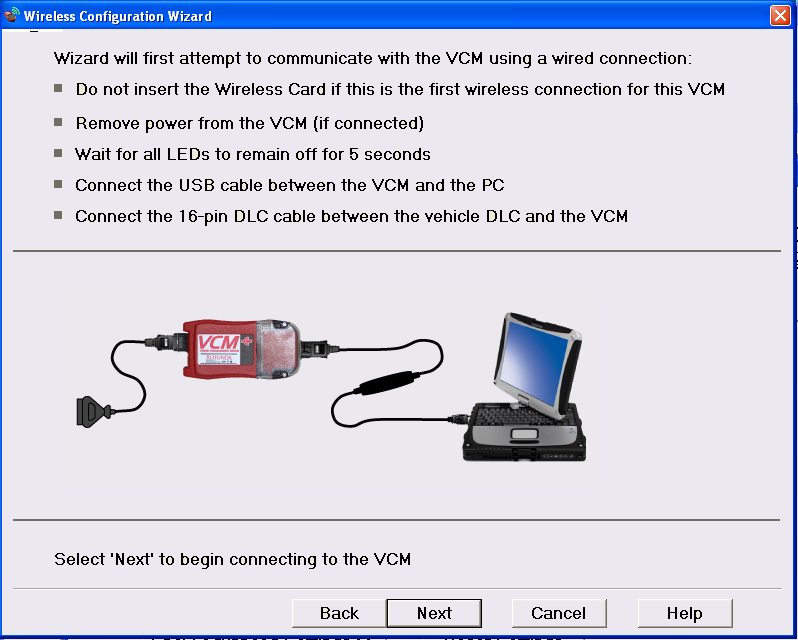 Wireless Configuration Wizard
Wizard will first attempt to communicate with the VCM using a wired connection:
Do not insert the Wireless Card if this is the first wireless connection for this VCM
Remove power from the VCM (if connected)
Wait for all LEDs to remain off for 5 seconds
Connect the USB cable between the VCM and the PC
Connect the 16-pin DLC cable between the vehicle DLC and the VCM
VCM
ROTUNDA
Select 'Next' to begin connecting to the VCM
Back Next Cancel Help